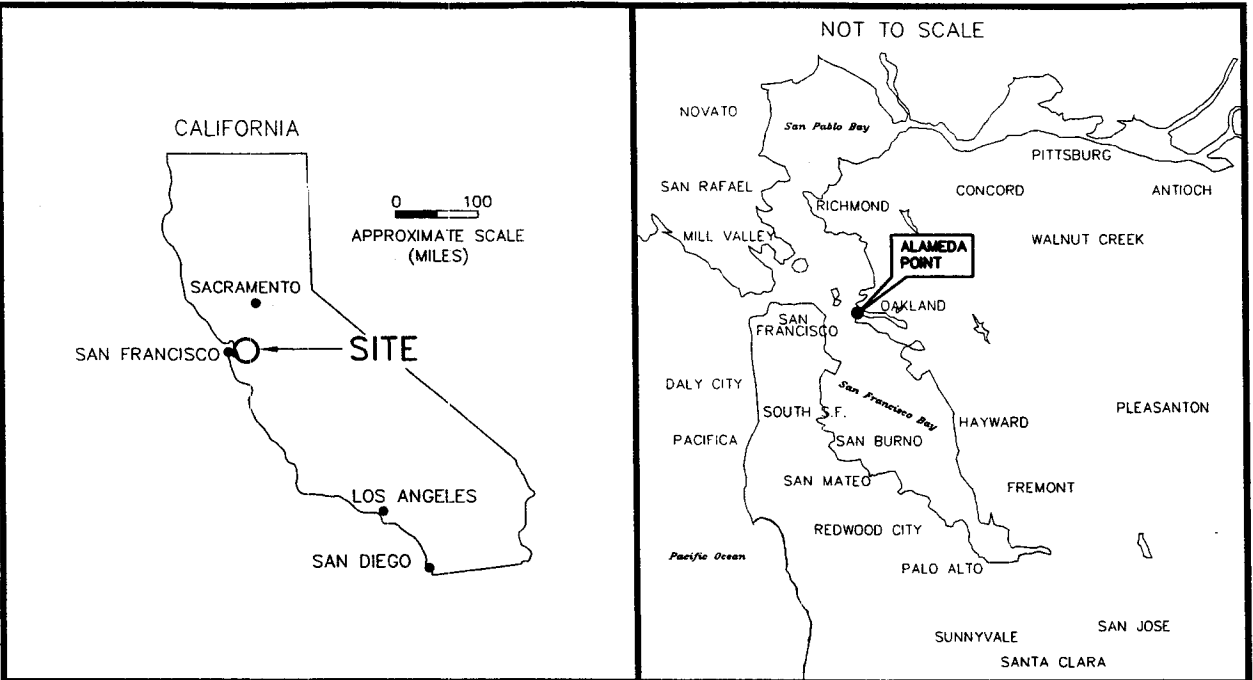 CALIFORNIA
0 100
APPROXIMATE SCALE
(MILES)
SACRAMENTO
SAN FRANCISCO
SITE
LOS ANGELES
SAN DIEGO
NOT TO SCALE
NOVATO
San Pablo Bay
PITTSBURG
SAN RAFAEL
CONCORD
ANTIOCH
RICHMOND
MILL VALLEY
WALNUT CREEK
ALAMEDA
POINT
OAKLAND
SAN
FRANCISCO
DALY CITY
San Francisco Bay
SOUTH S.F.
HAYWARD
PLEASANTON
PACIFICA
SAN BURNO
SAN MATEO
FREMONT
REDWOOD CITY
Pacific Ocean
PALO ALTO
SUNNYVALE
SAN JOSE
SANTA CLARA